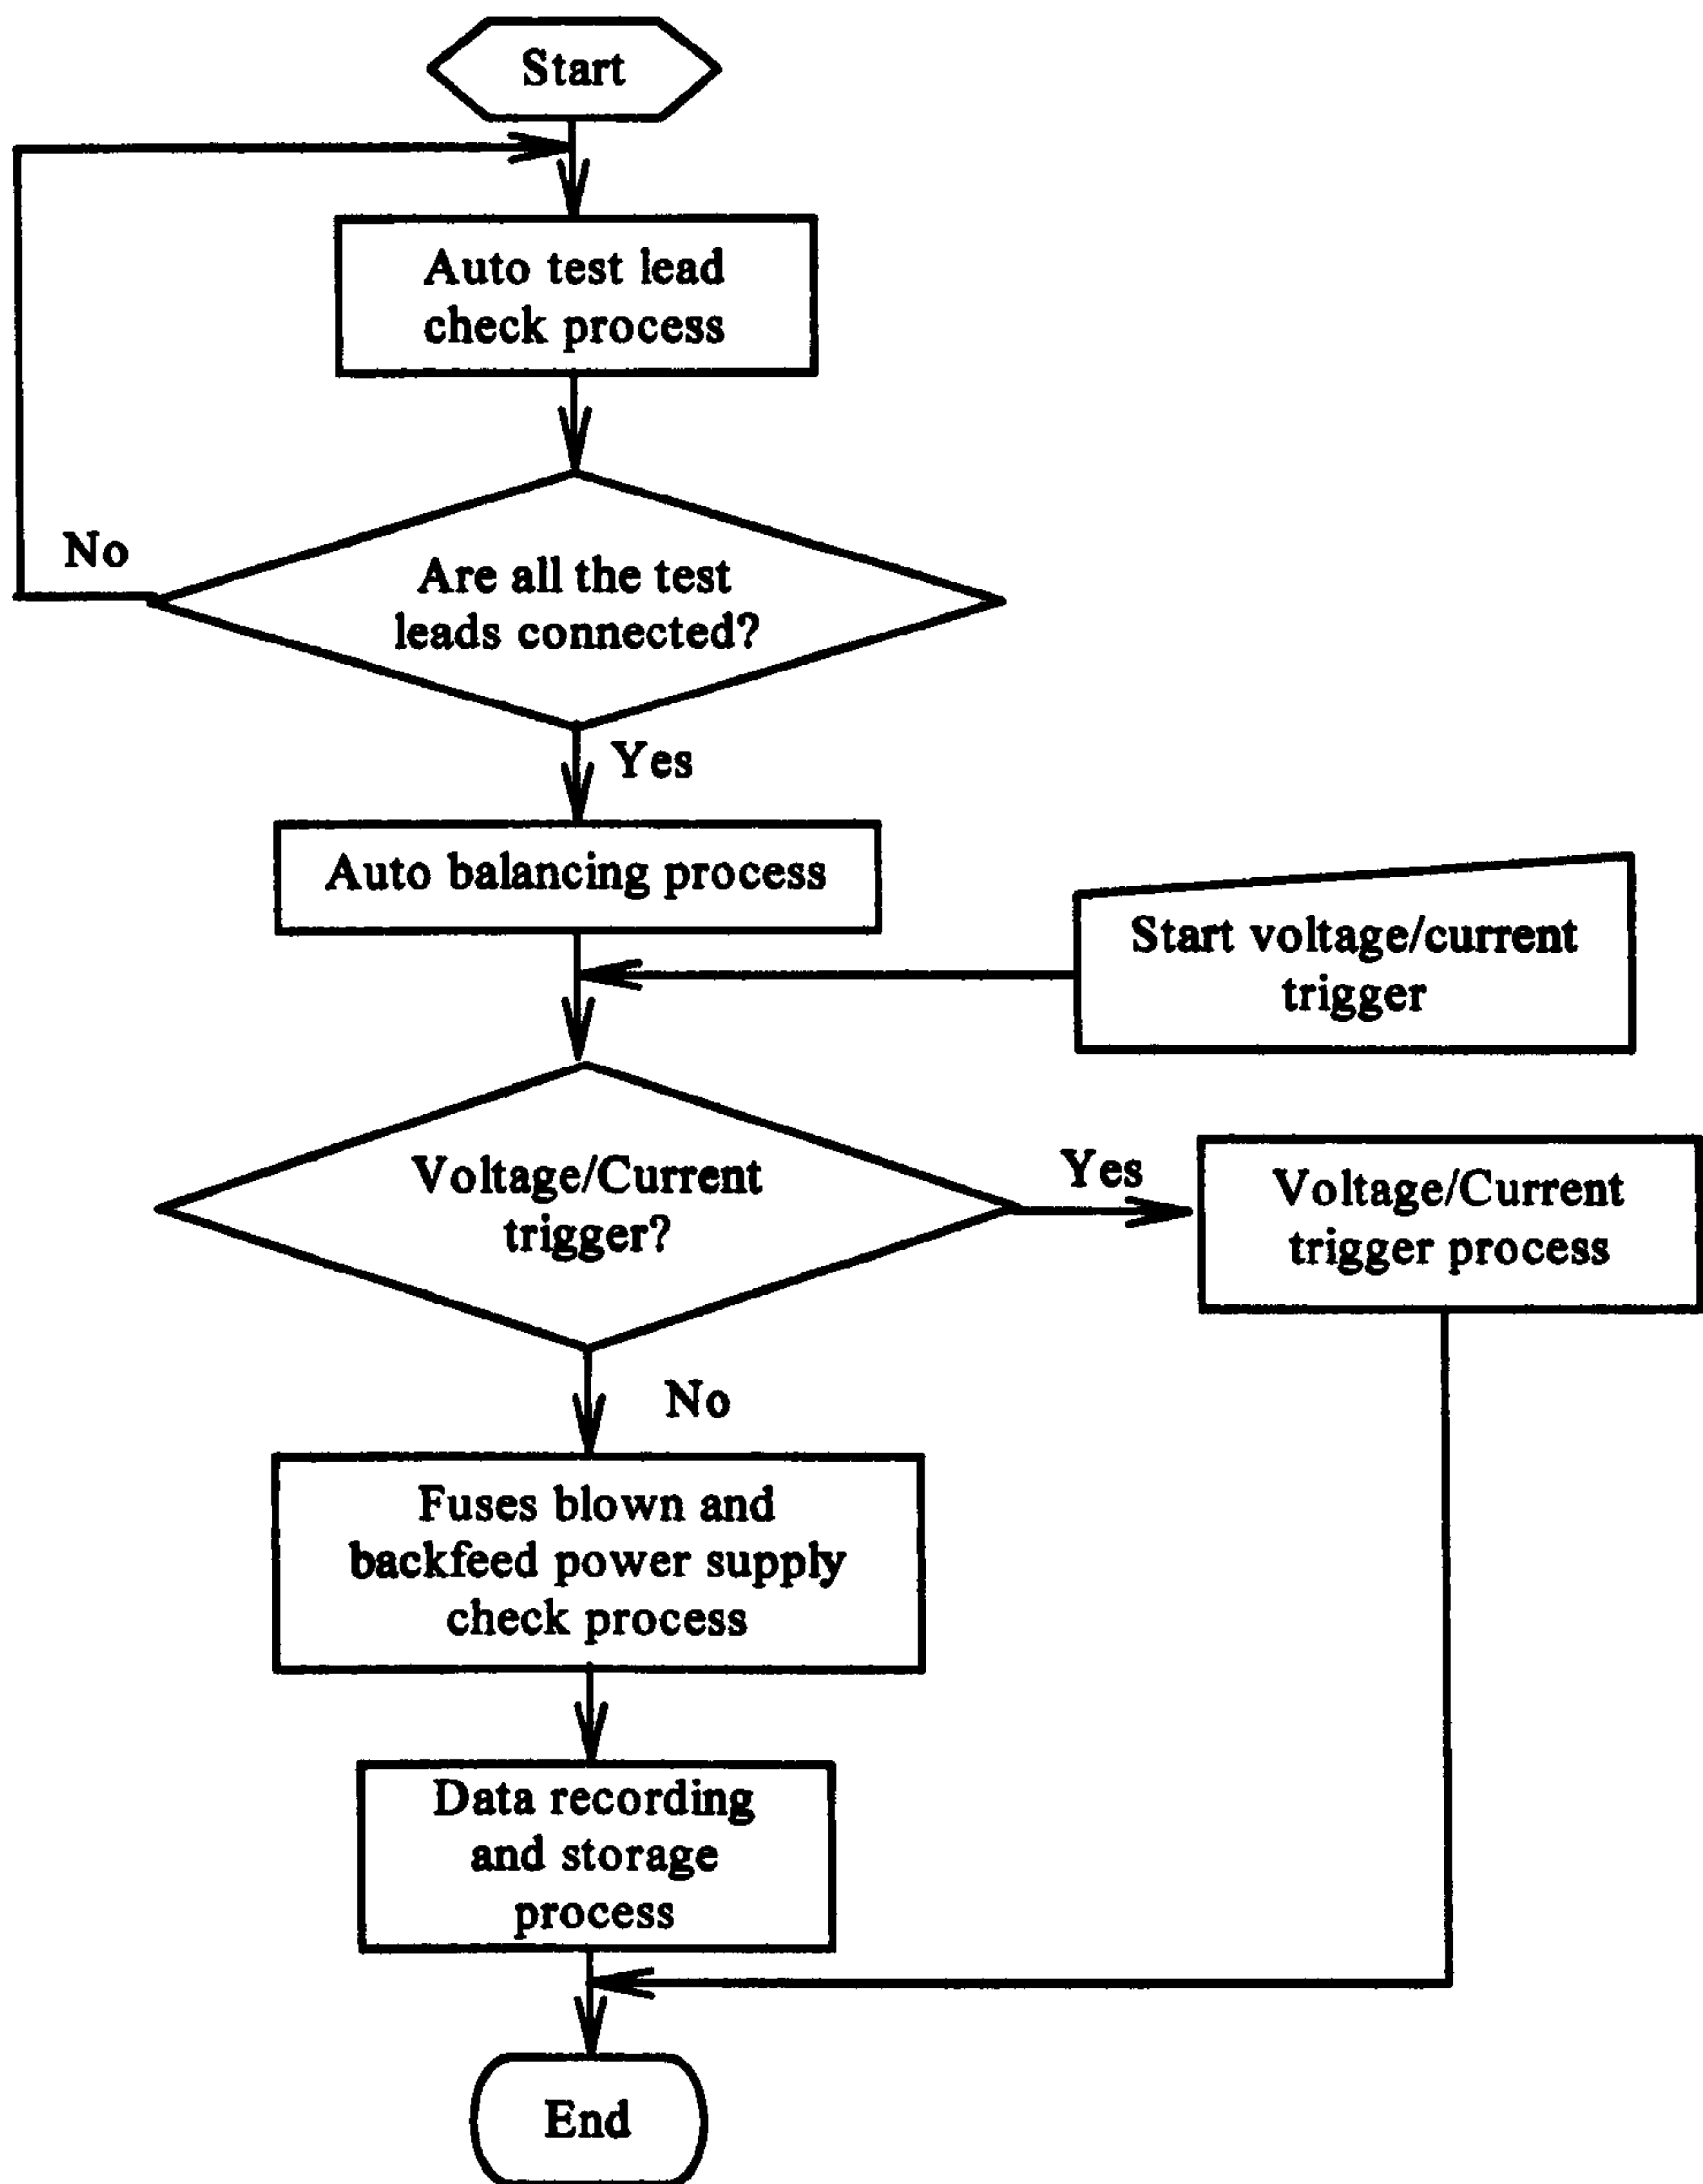 Start
Auto test lead
check process
No
Are all the test
leads connected?
Yes
Auto balancing process
Start voltage/current
trigger
Voltage/Current
trigger?
Yes
Voltage/Current
trigger process
No
Fuses blown and
backfeed power supply
check process
Data recording
and storage
process
End